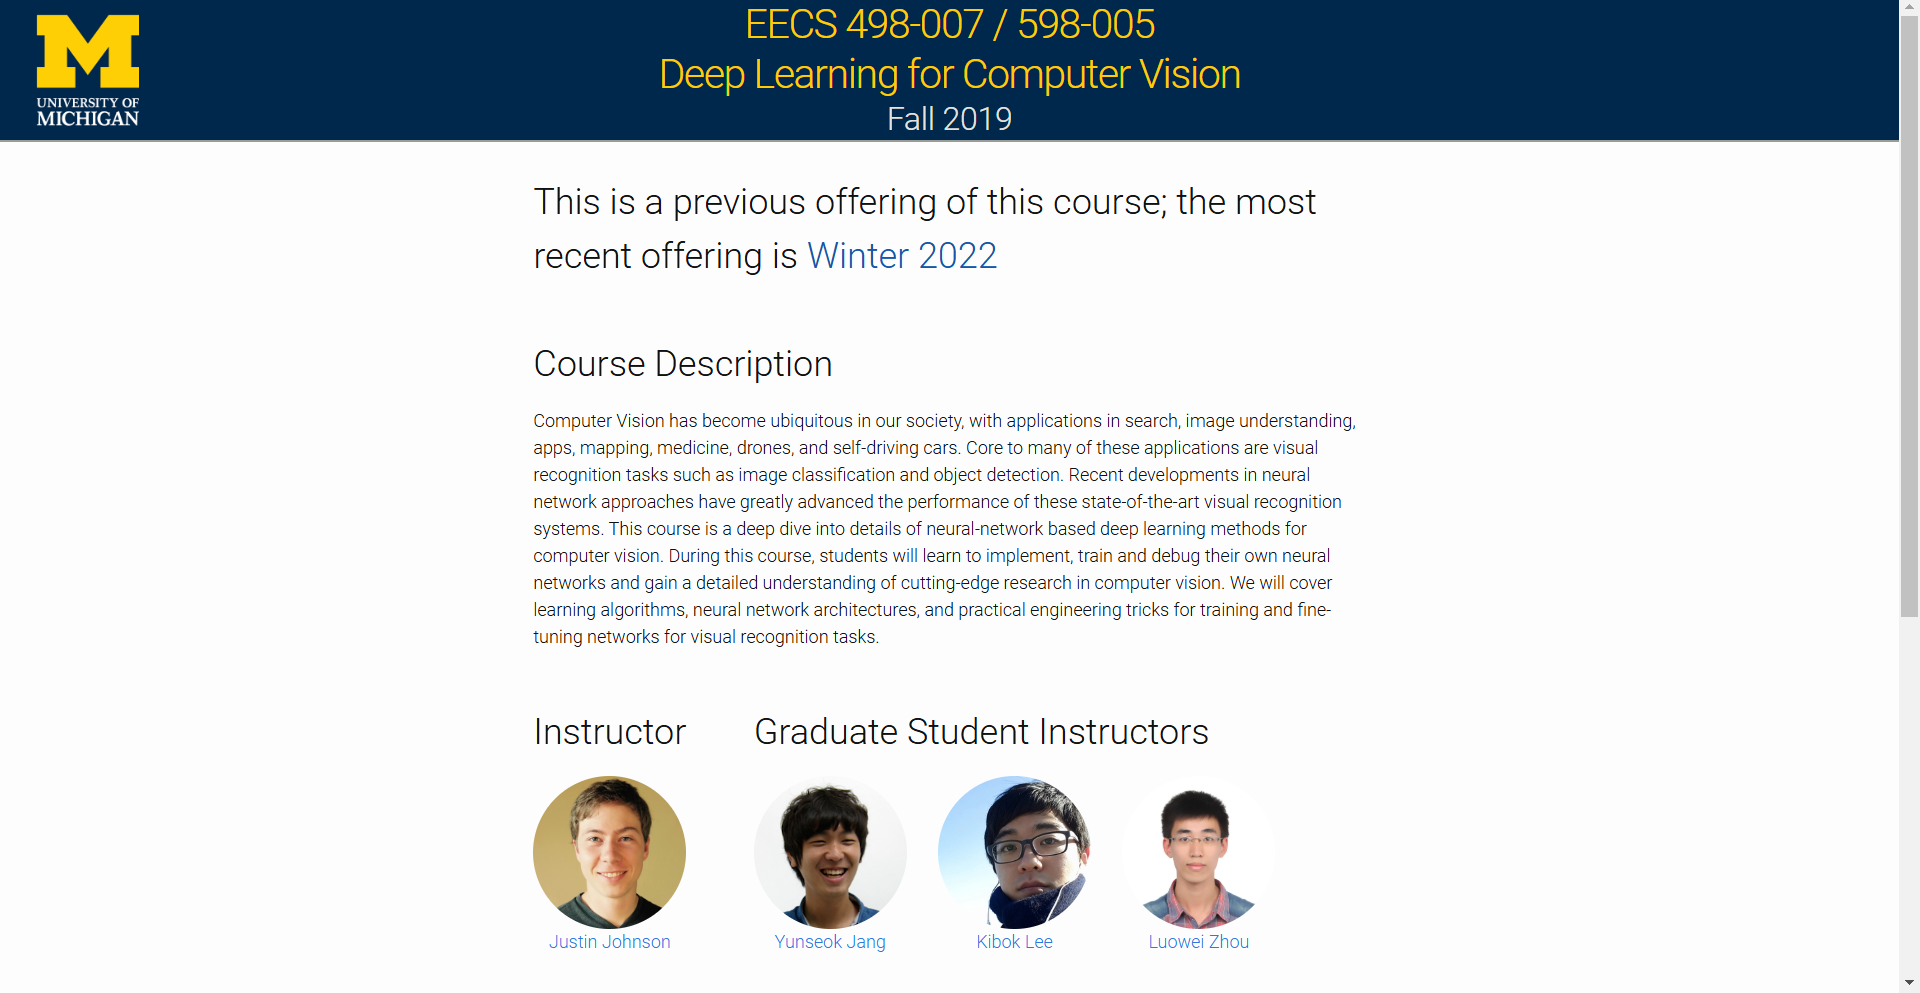 UNIVERSITY OF
MICHIGAN
EECS 498-007 / 598-005
Deep Learning for Computer Vision
Fall 2019
This is a previous offering of this course; the most
recent offering is Winter 2022
Course Description
Computer Vision has become ubiquitous in our society, with applications in search, image understanding,
apps, mapping, medicine, drones, and self-driving cars. Core to many of these applications are visual
recognition tasks such as image classification and object detection. Recent developments in neural
network approaches have greatly advanced the performance of these state-of-the-art visual recognition
systems. This course is a deep dive into details of neural-network based deep learning methods for
computer vision. During this course, students will learn to implement, train and debug their own neural
networks and gain a detailed understanding of cutting-edge research in computer vision. We will cover
learning algorithms, neural network architectures, and practical engineering tricks for training and fine-
tuning networks for visual recognition tasks.
Instructor
Graduate Student Instructors
Justin Johnson
Yunseok Jang
Kibok Lee
Luowei Zhou